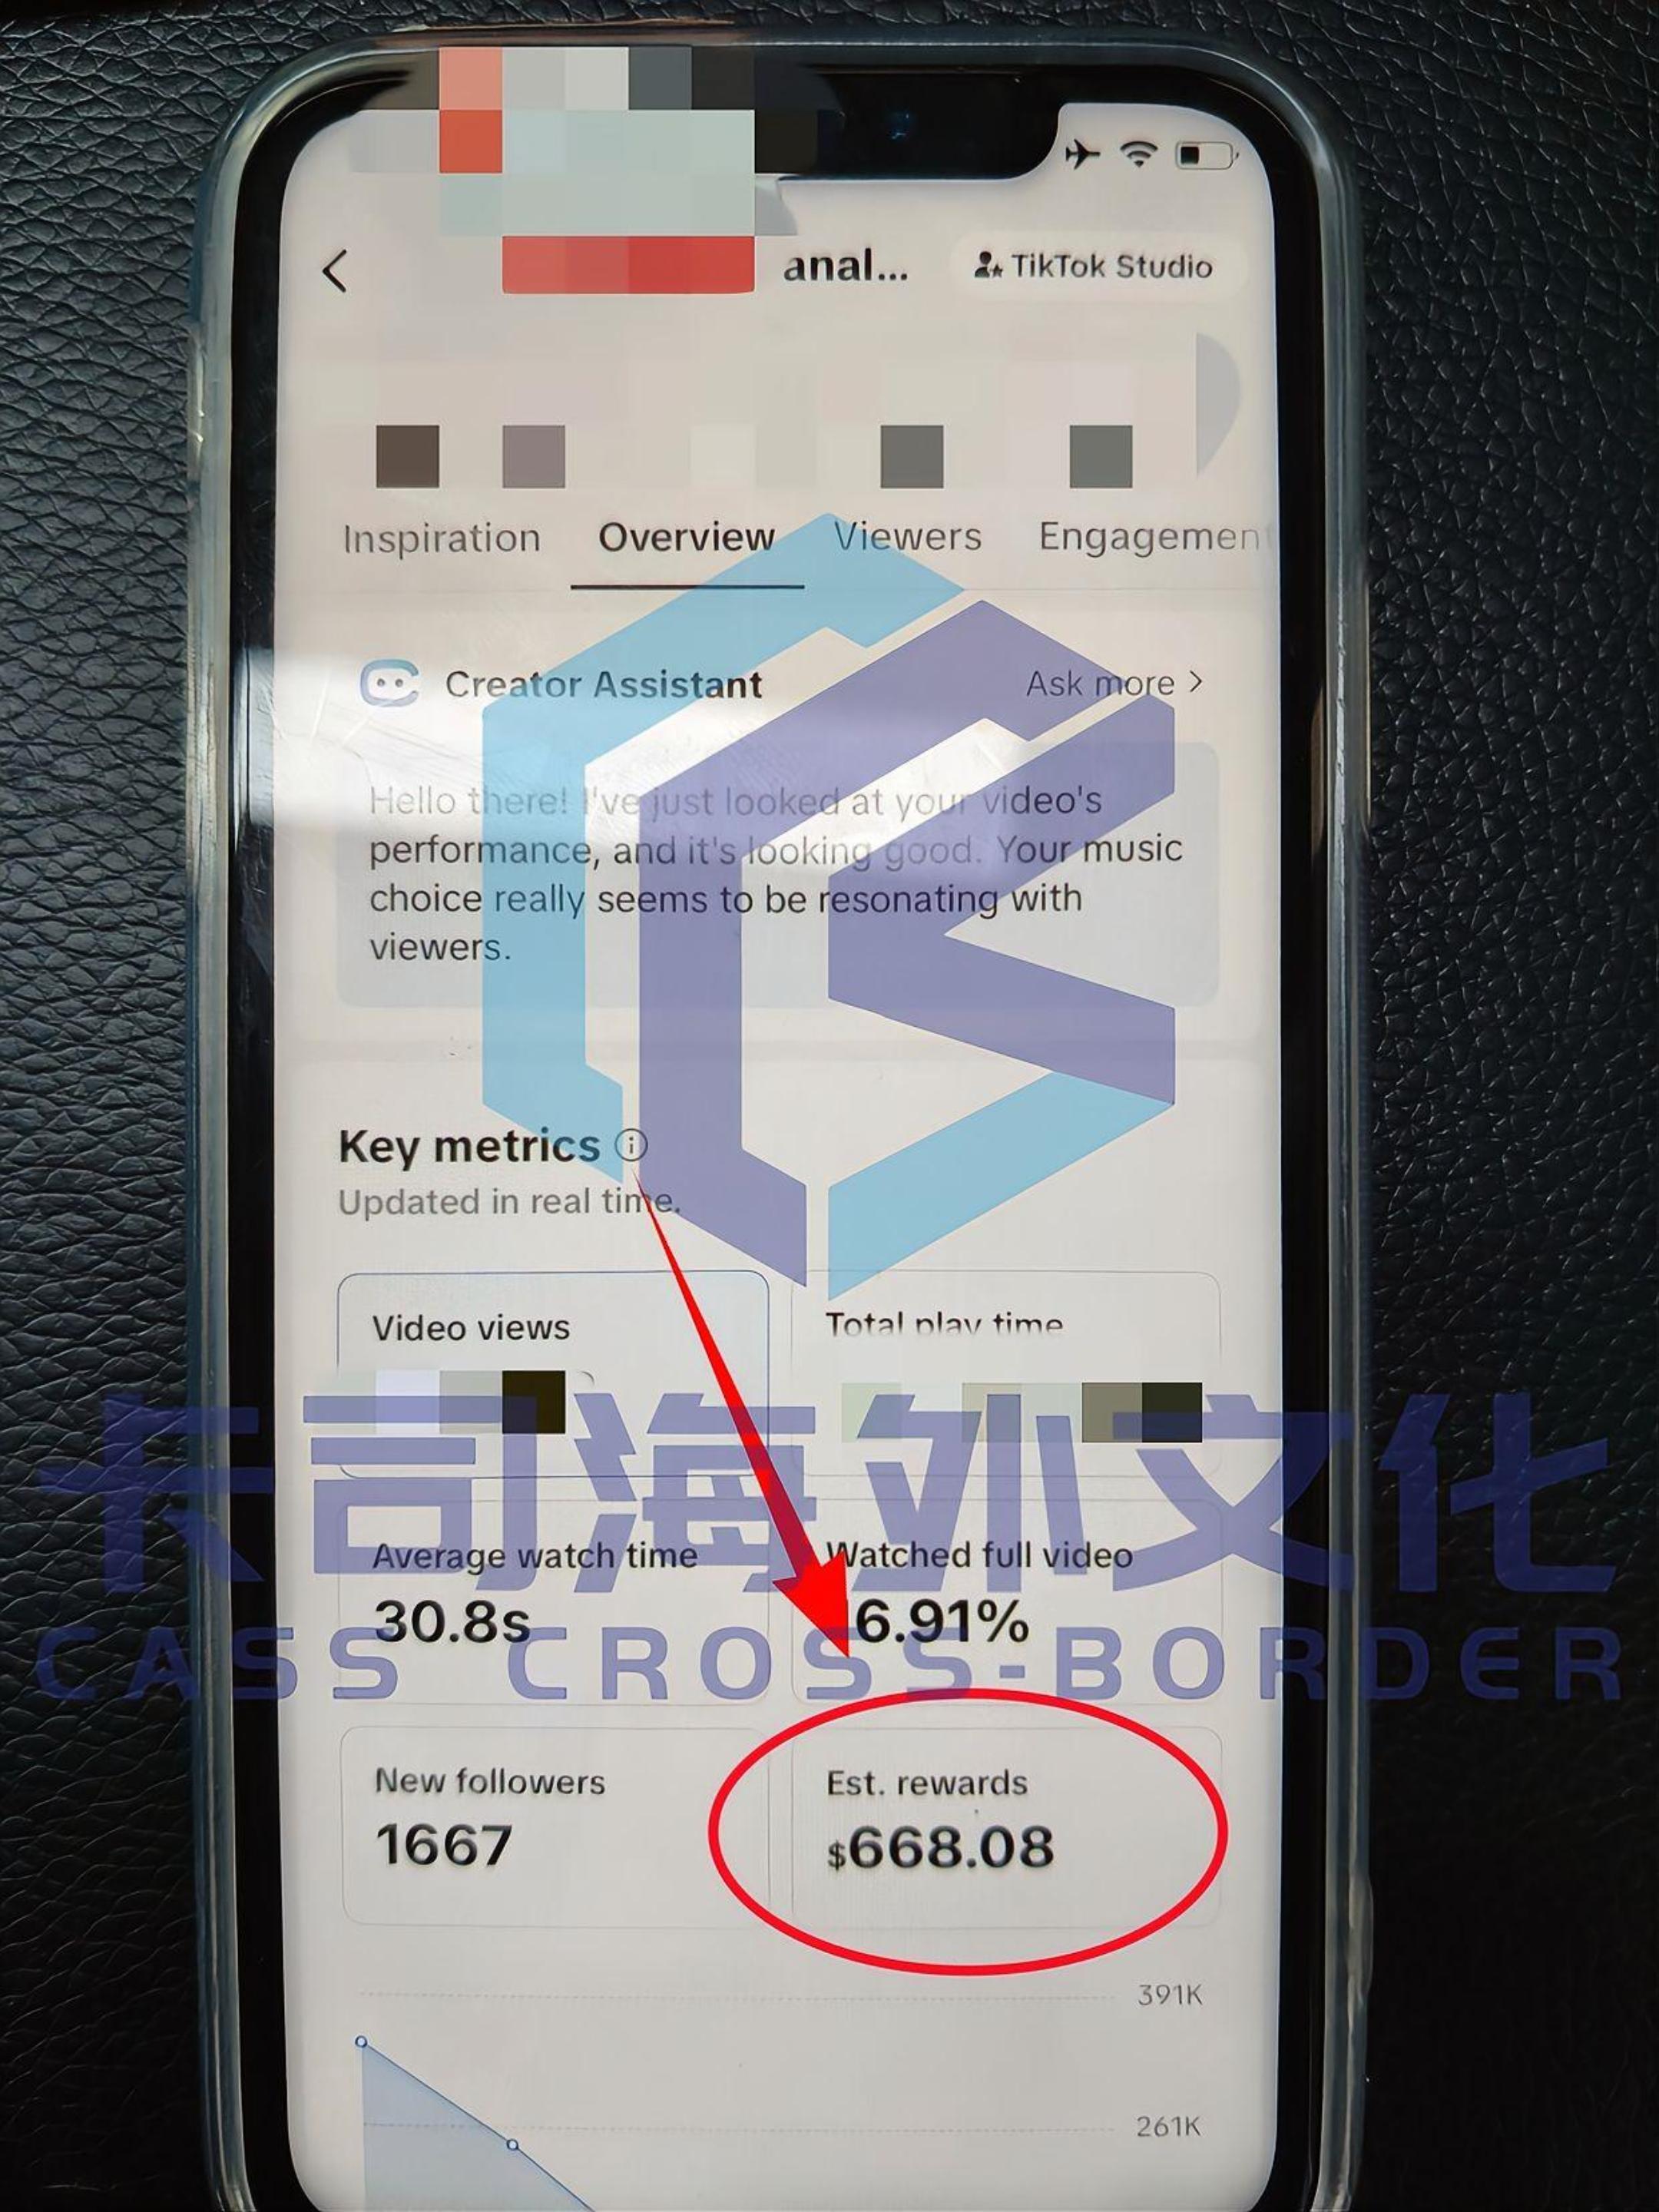 anal...
TikTok Studio
Inspiration Overview Viewers Engagemen
Creator Assistant
Ask more >
Hello there! I've just looked at your video's
performance, and it's looking good. Your music
choice really seems to be resonating with
viewers.
Key metrics
Updated in real time.
Video views
Total play time
卡司海外文化
Average watch time
30.8s
Watched full video
6.91%
CASS CROSS-BORDER
New followers
1667
Est. rewards
$668.08
391K
261K